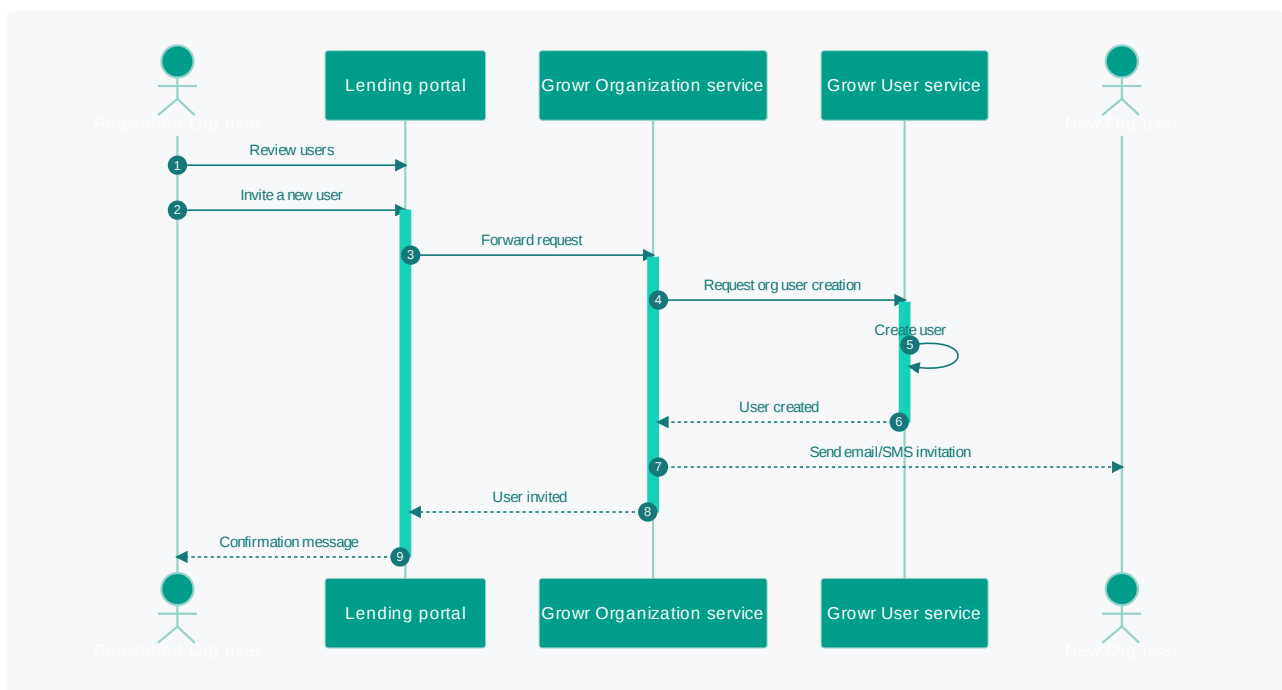 Lending portal
Growr Organization service
Growr User service
Registered Org user
New Org user
Review users
1
Invite a new user
2
Forward request
3
Request org user creation
4
Create user
5
User created
6
Send email/SMS invitation
7
User invited
8
Confirmation message
9
Lending portal
Growr Organization service
Growr User service
Registered Org user
New Org user